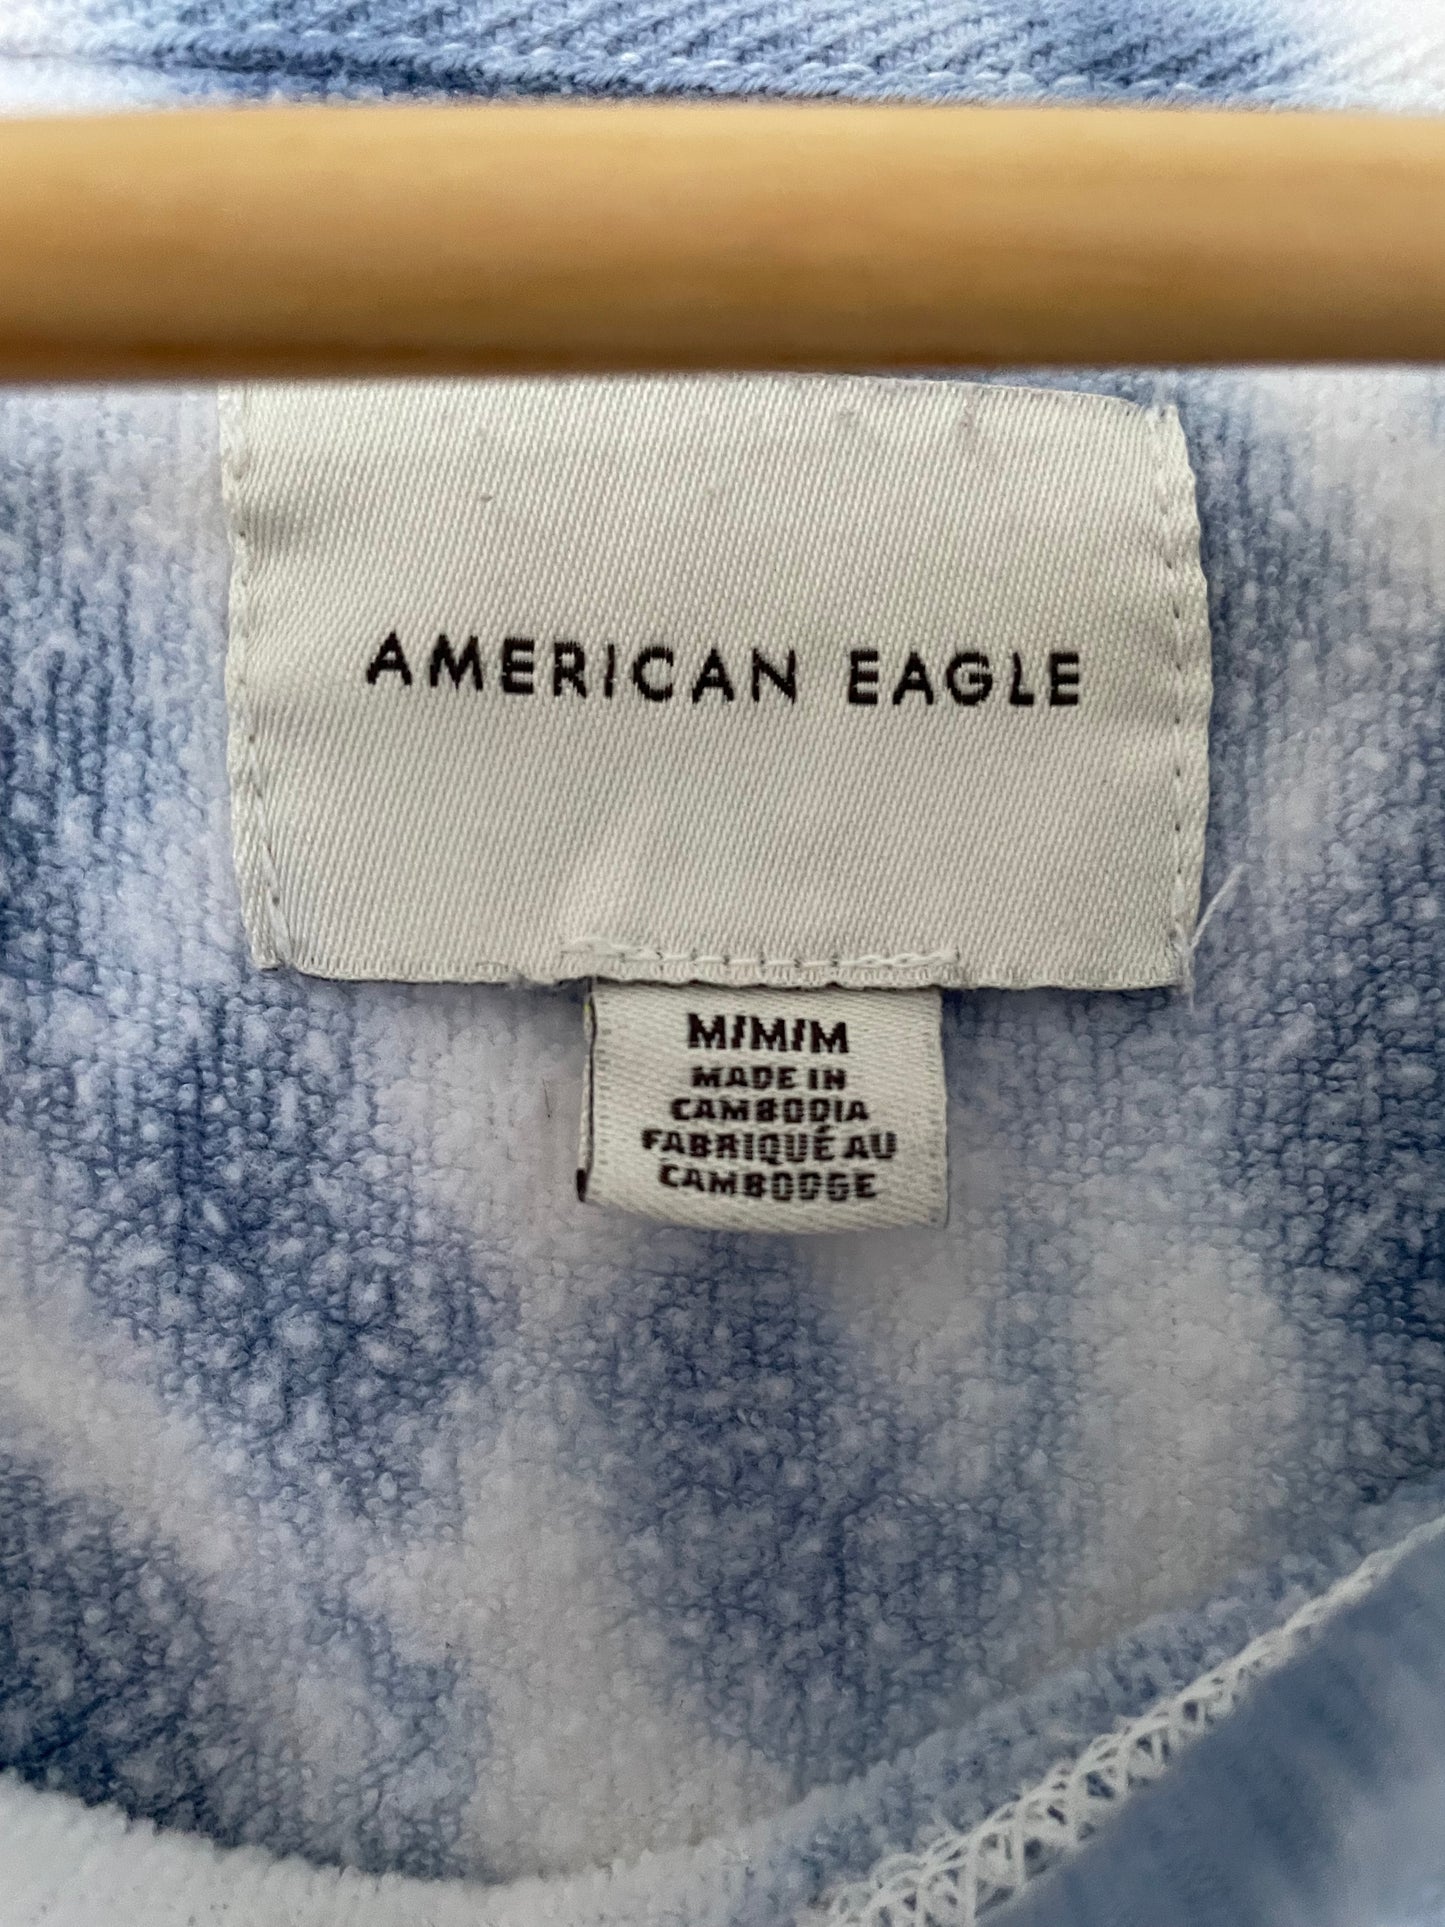 AMERICAN EAGLE
M/M/M
MADE IN
CAMBODIA
FABRIQUÉ AU
CAMBODGE